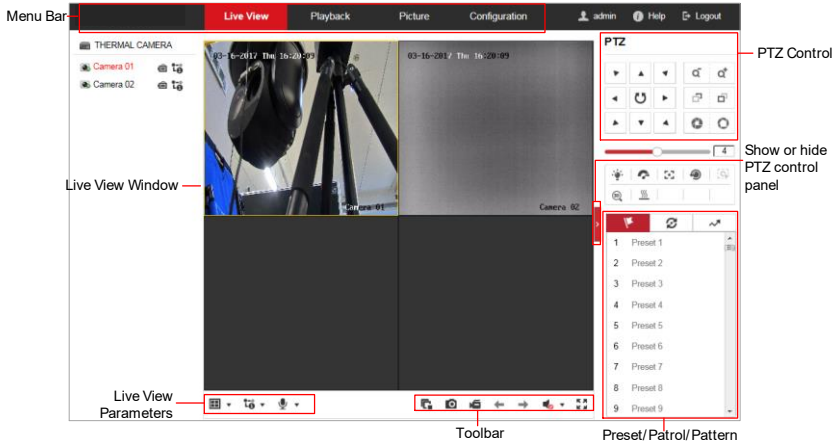 Menu Bar
Live View Playback Picture Configuration admin Help Logout
THERMAL CAMERA
Camera 01
Camera 02
03-16-2017 Thu 16:20:09
Camera 01
03-16-2017 Thu 16:20:09
Camera 02
Live View Window
PTZ
PTZ Control
4
Show or hide
PTZ control
panel
1 Preset 1
2 Preset 2
3 Preset 3
4 Preset 4
5 Preset 5
6 Preset 6
7 Preset 7
8 Preset 8
9 Preset 9
Live View
Parameters
Toolbar
Preset/Patrol/Pattern